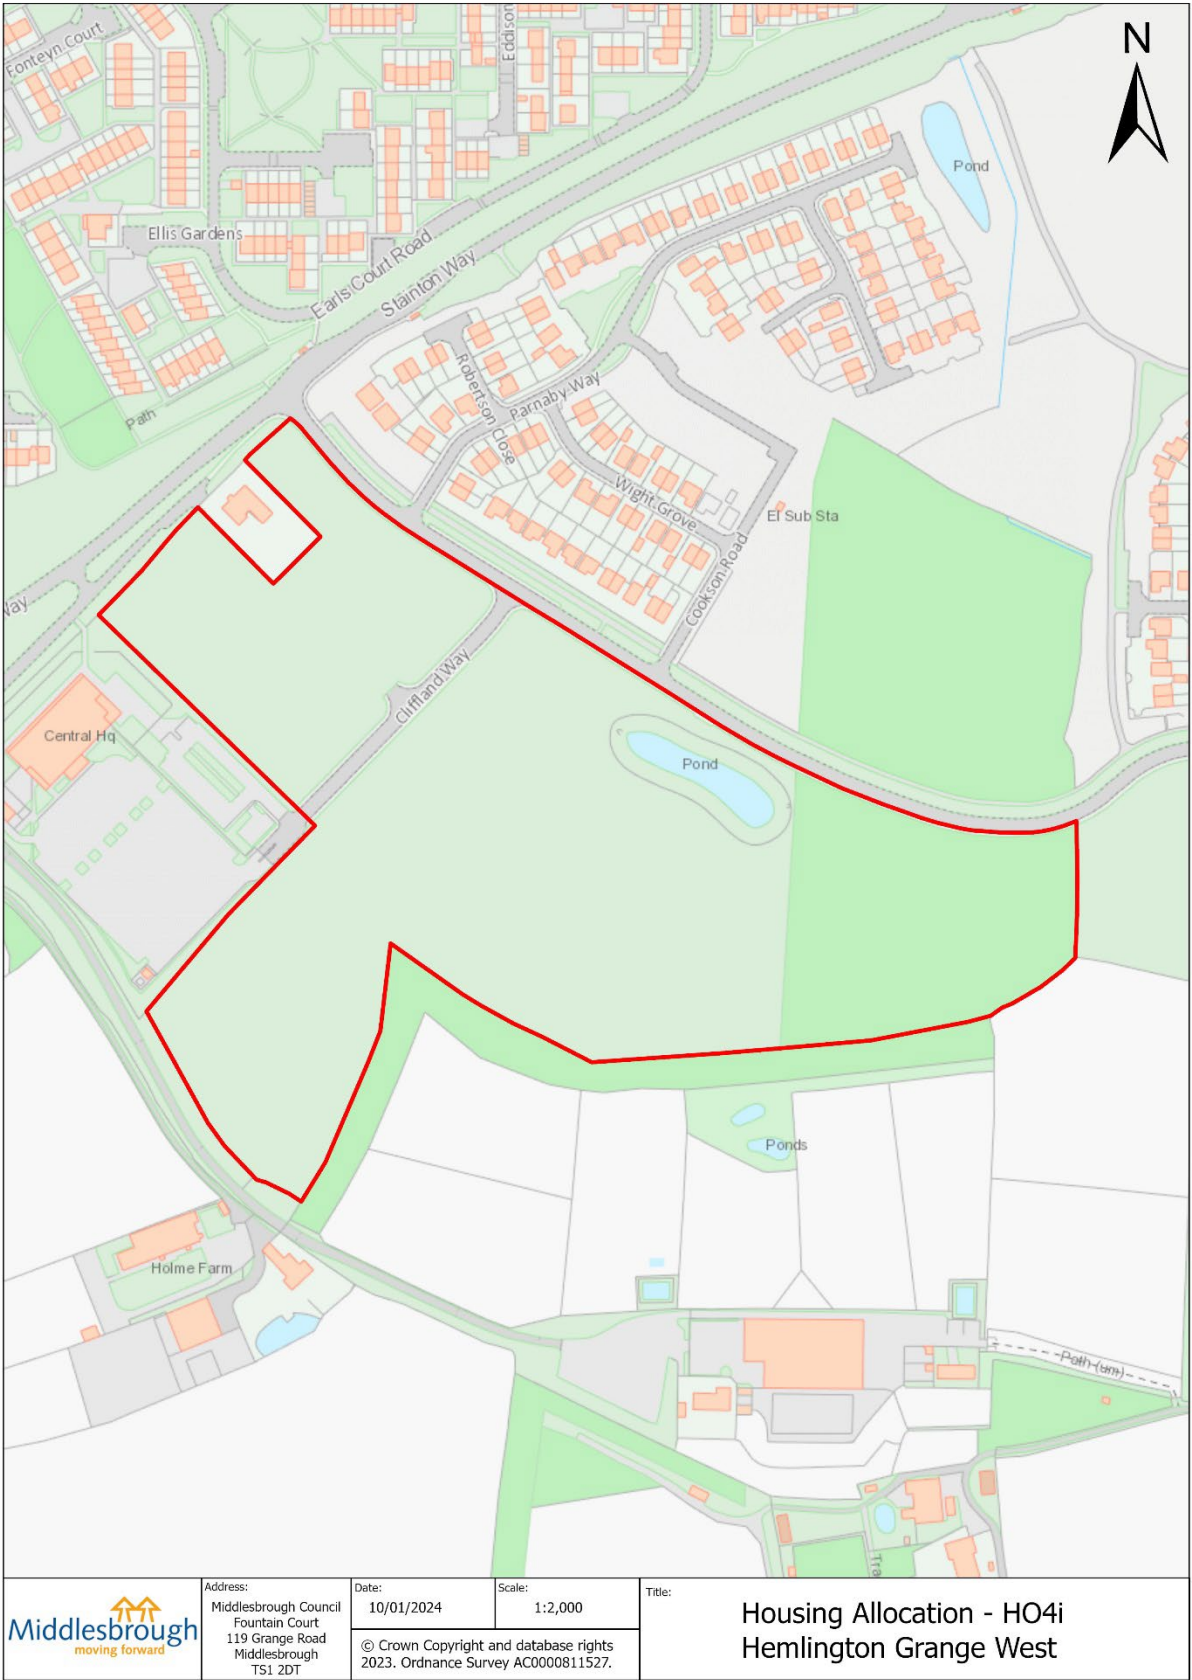 N
Fonteyn Court
Eddison
Pond
Ellis Gardens
Earls Court Road
Stainton Way
Robertson Close
Parnaby Way
Path
Wight Grove
El Sub Sta
Cookson Road
Way
Cliffland Way
Central Hq
Pond
Ponds
Holme Farm
Path (um)
Tra
Middlesbrough
moving forward
Address:
Middlesbrough Council
Fountain Court
119 Grange Road
Middlesbrough
TS1 2DT
Date:
10/01/2024
Scale:
1:2,000
© Crown Copyright and database rights
2023. Ordnance Survey AC0000811527.
Title:
Housing Allocation - HO4i
Hemlington Grange West